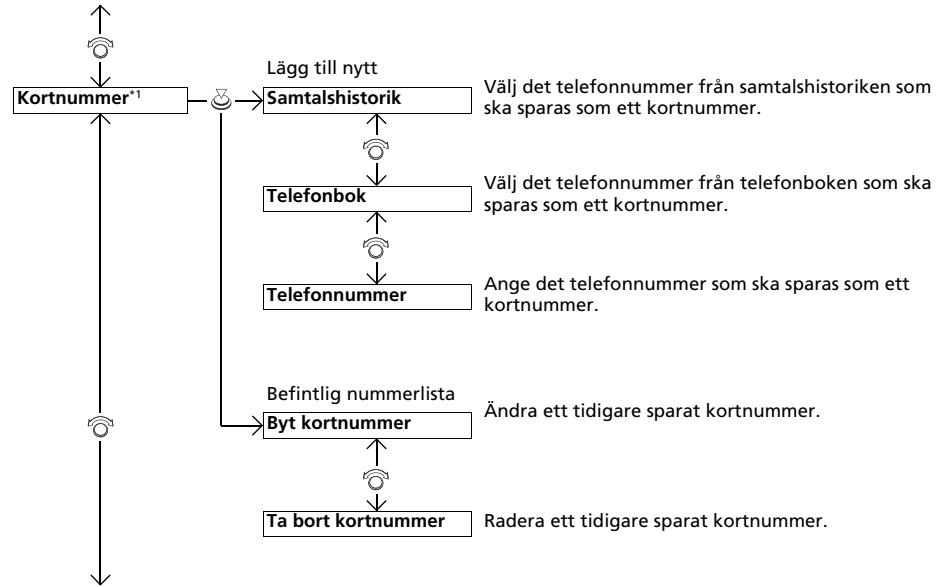 Lägg till nytt
Kortnummer*1
Samtalshistorik
Välj det telefonnummer från samtalshistoriken som
ska sparas som ett kortnummer.
Telefonbok
Välj det telefonnummer från telefonboken som ska
sparas som ett kortnummer.
Telefonnummer
Ange det telefonnummer som ska sparas som ett
kortnummer.
Befintlig nummerlista
Byt kortnummer
Ändra ett tidigare sparat kortnummer.
Ta bort kortnummer
Radera ett tidigare sparat kortnummer.